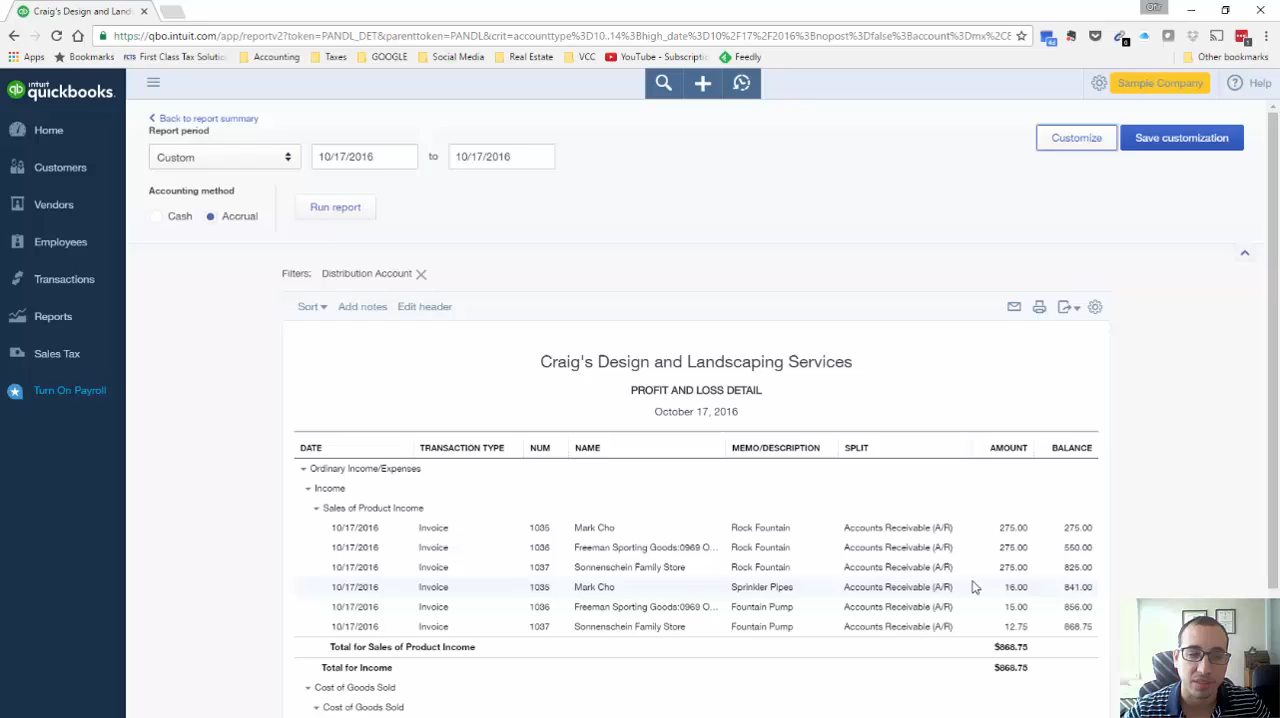 Craig's Design and Land
https://qbo.intuit.com/app/reportv2?token=PANDL_DET&parenttoken=PANDL&crit=accounttype%3D10..14%3Bhigh_date%3D10%2F17%2F2016%3Bnopost%3Dfalse%3Baccount%3Dmx%C
Apps Bookmarks First Class Tax Solution Accounting Taxes GOOGLE Social Media Real Estate VCC YouTube - Subscriptio Feedly Other bookmarks
intuit
quickbooks.
Sample Company Help
Home
Customers
Vendors
Employees
Transactions
Reports
Sales Tax
Turn On Payroll
Back to report summary
Report period
Customize Save customization
Custom 10/17/2016 to 10/17/2016
Accounting method
Cash Accrual Run report
Filters: Distribution Account
Sort Add notes Edit header
Craig's Design and Landscaping Services
PROFIT AND LOSS DETAIL
October 17, 2016
DATE TRANSACTION TYPE NUM NAME MEMO/DESCRIPTION SPLIT AMOUNT BALANCE
Ordinary Income/Expenses
Income
Sales of Product Income
10/17/2016 Invoice 1035 Mark Cho Rock Fountain Accounts Receivable (A/R) 275.00 275.00
10/17/2016 Invoice 1036 Freeman Sporting Goods:0969 O... Rock Fountain Accounts Receivable (A/R) 275.00 550.00
10/17/2016 Invoice 1037 Sonnenschein Family Store Rock Fountain Accounts Receivable (A/R) 275.00 825.00
10/17/2016 Invoice 1035 Mark Cho Sprinkler Pipes Accounts Receivable (A/R) 16.00 841.00
10/17/2016 Invoice 1036 Freeman Sporting Goods:0969 O... Fountain Pump Accounts Receivable (A/R) 15.00 856.00
10/17/2016 Invoice 1037 Sonnenschein Family Store Fountain Pump Accounts Receivable (A/R) 12.75 868.75
Total for Sales of Product Income $868.75
Total for Income $868.75
Cost of Goods Sold
Cost of Goods Sold